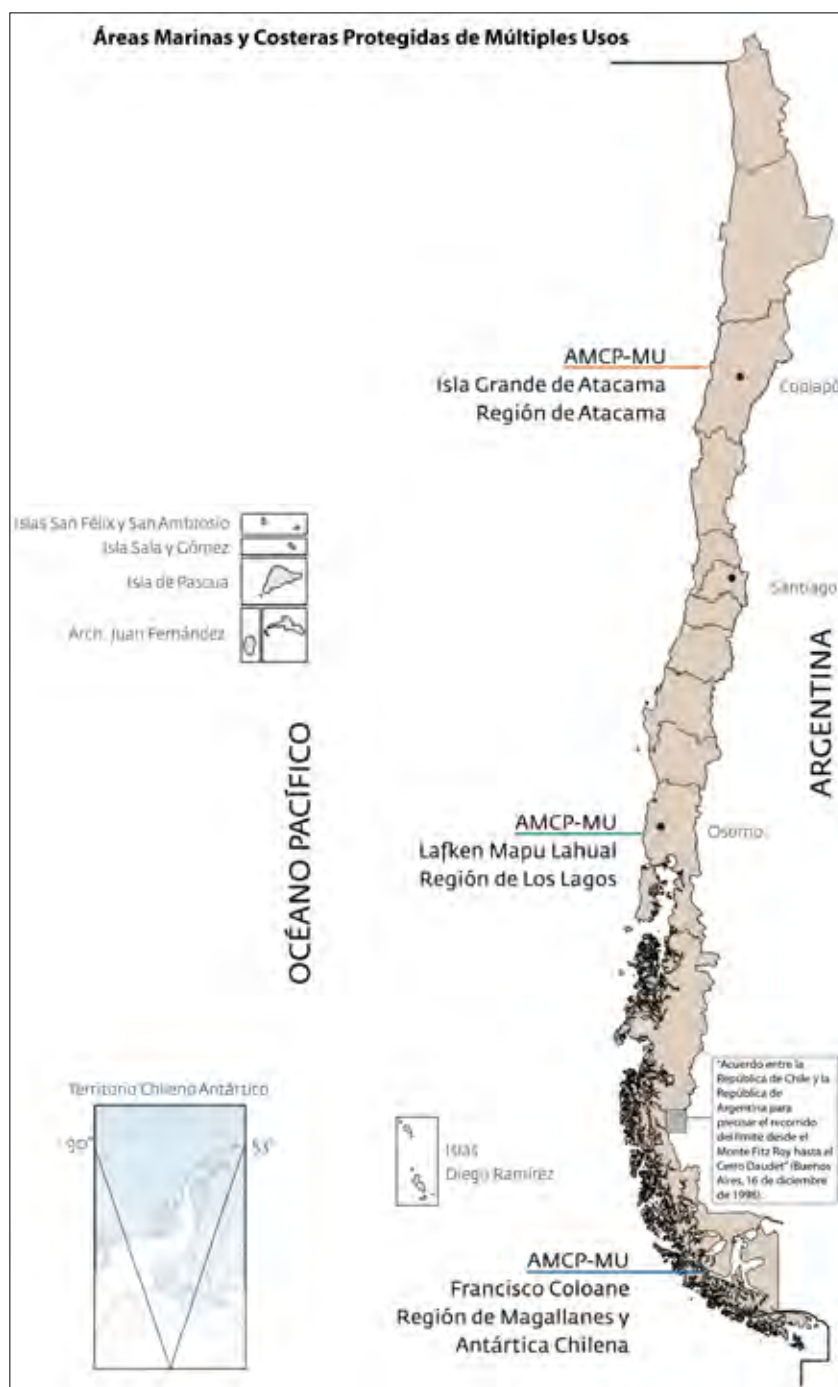 Áreas Marinas y Costeras Protegidas de Múltiples Usos
AMCP-MU
Isla Grande de Atacama
Región de Atacama
Copiapó
Islas San Félix y San Ambrosio
Isla Sala y Gómez
Isla de Pascua
Arch. Juan Fernández
Santiago
ARGENTINA
OCÉANO PACÍFICO
AMCP-MU
Lafken Mapu Lahual
Región de Los Lagos
Osorno
Territorio Chileno Antártico
90°
53°
Islas
Diego Ramírez
"Acuerdo entre la
República de Chile y la
República de
Argentina para
precisar el recorrido
del límite desde el
Monte Fitz Roy hasta el
Cerro Daudet" (Buenos
Aires, 16 de diciembre
de 1998).
AMCP-MU
Francisco Coloane
Región de Magallanes y
Antártica Chilena